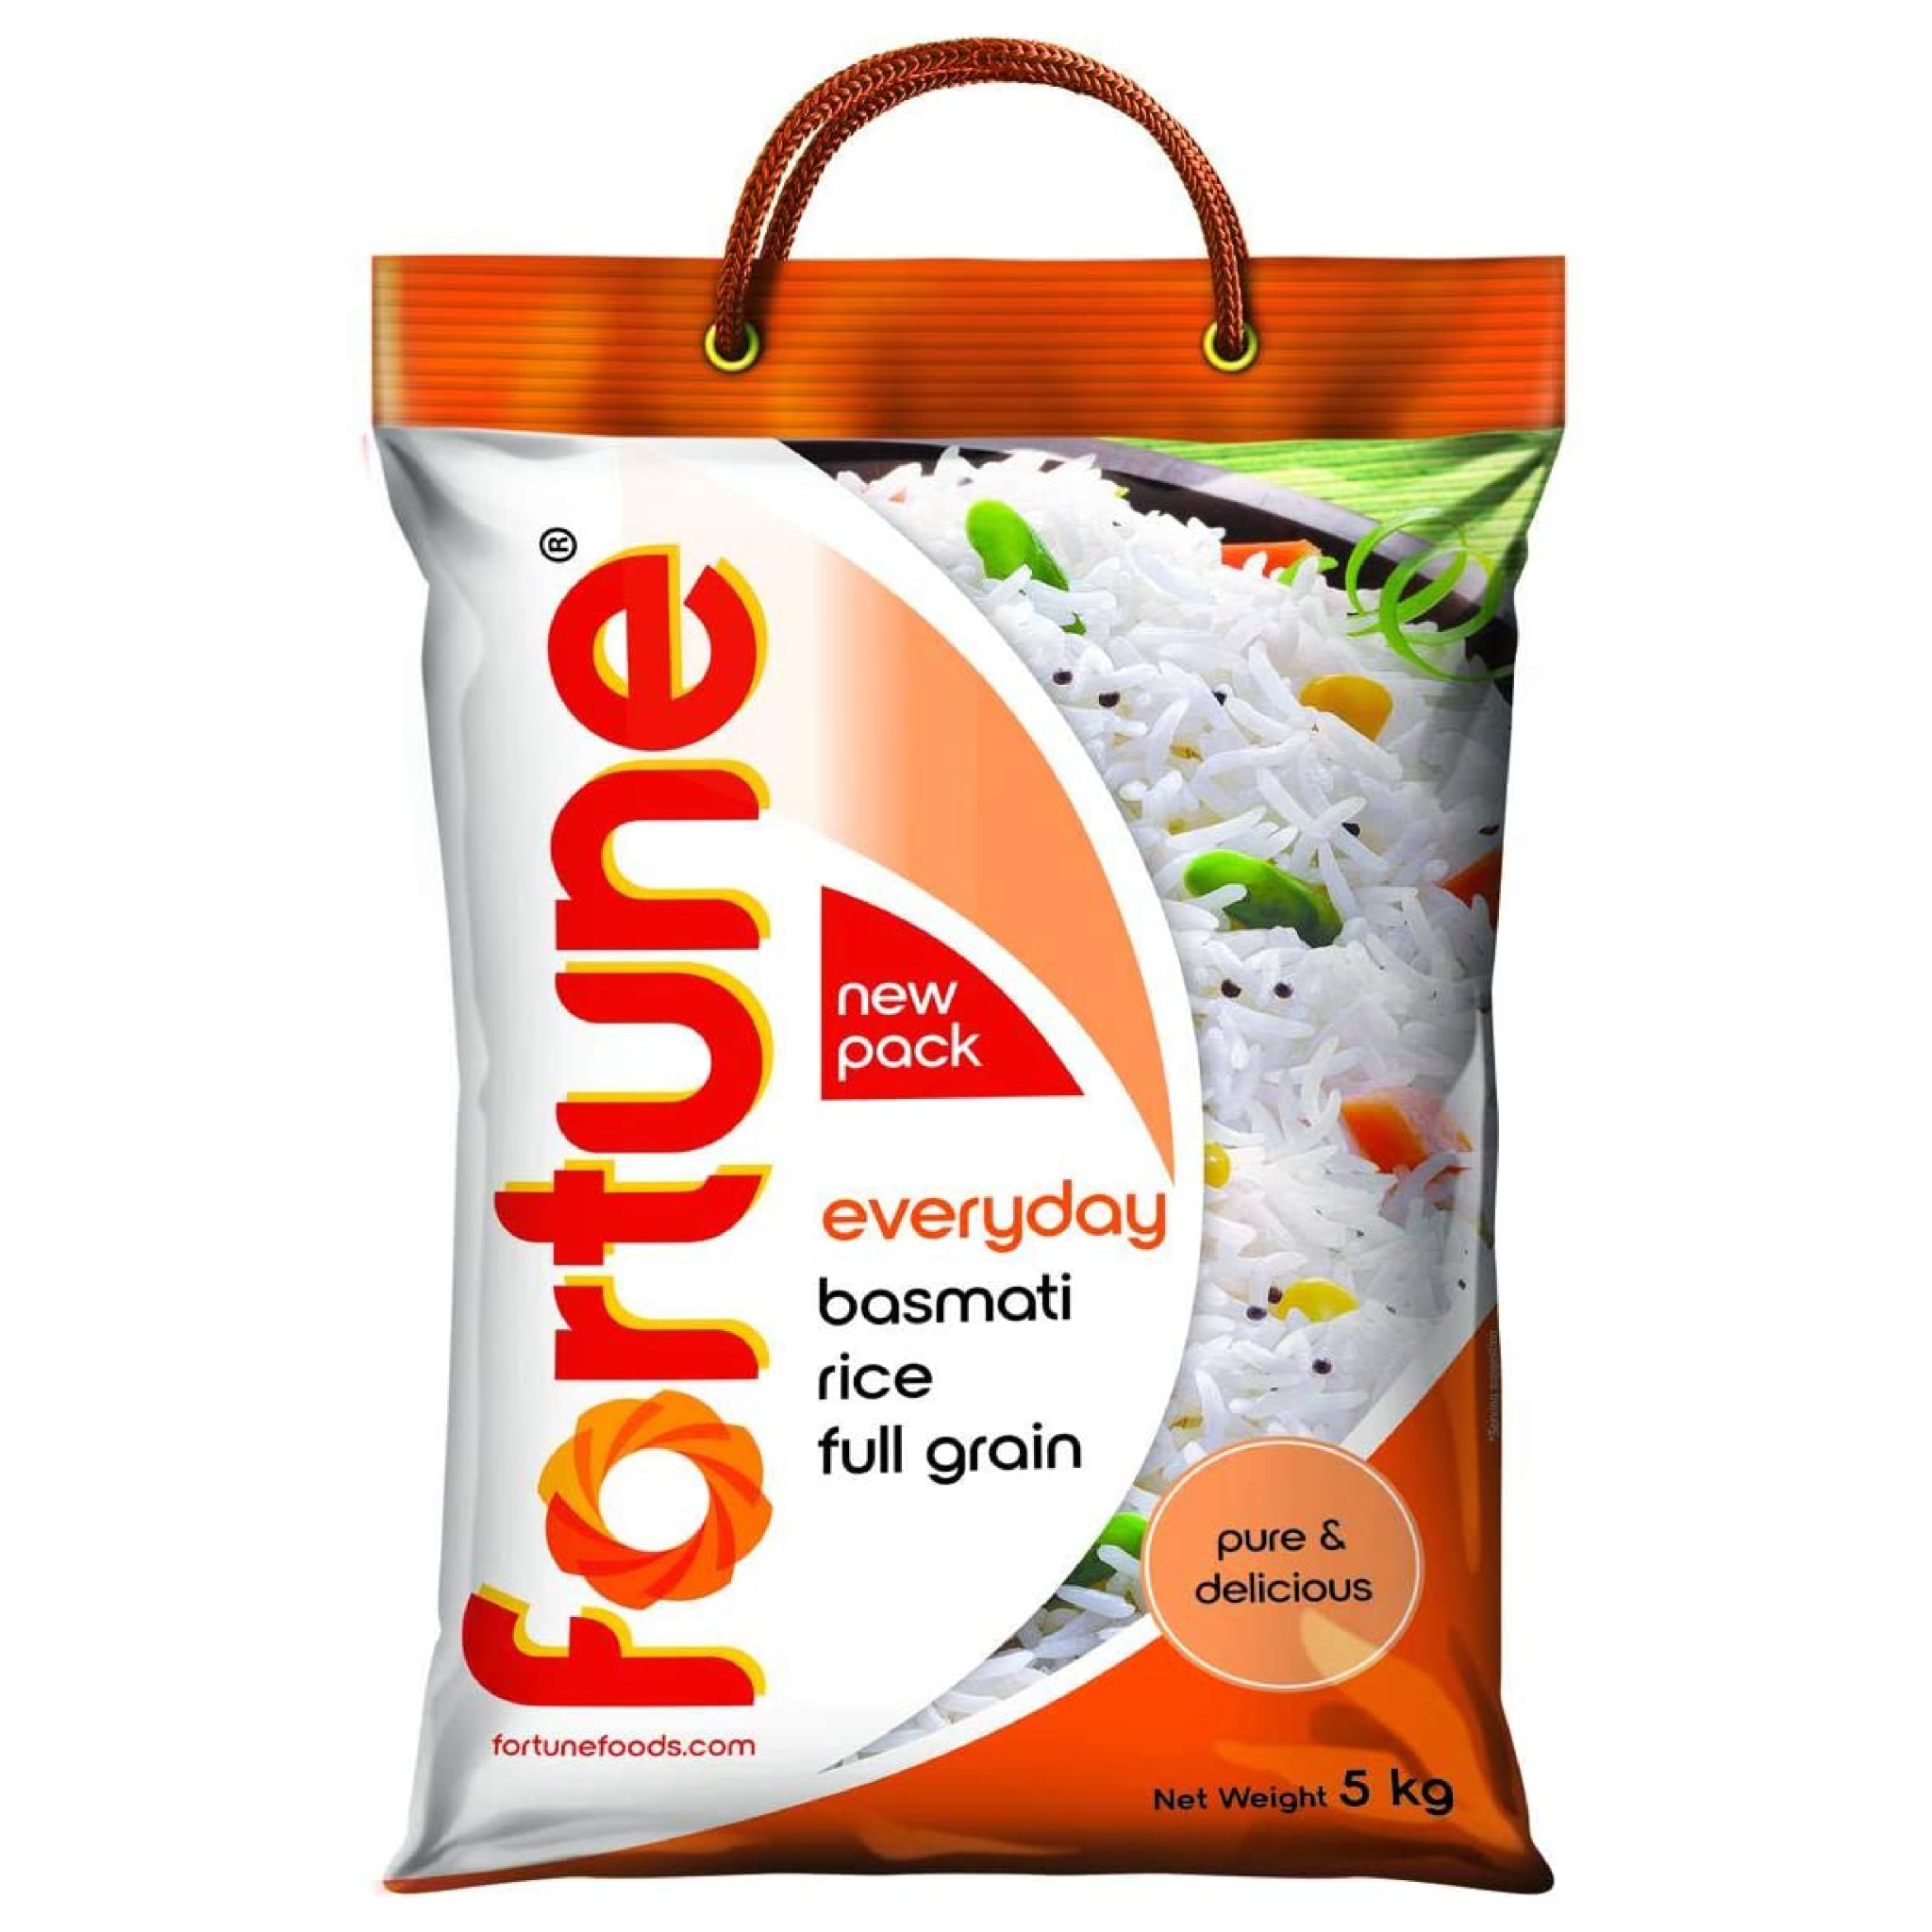 fortune®
new
pack
everyday
basmati
rice
full grain
pure &
delicious
fortunefoods.com
Net Weight 5 kg